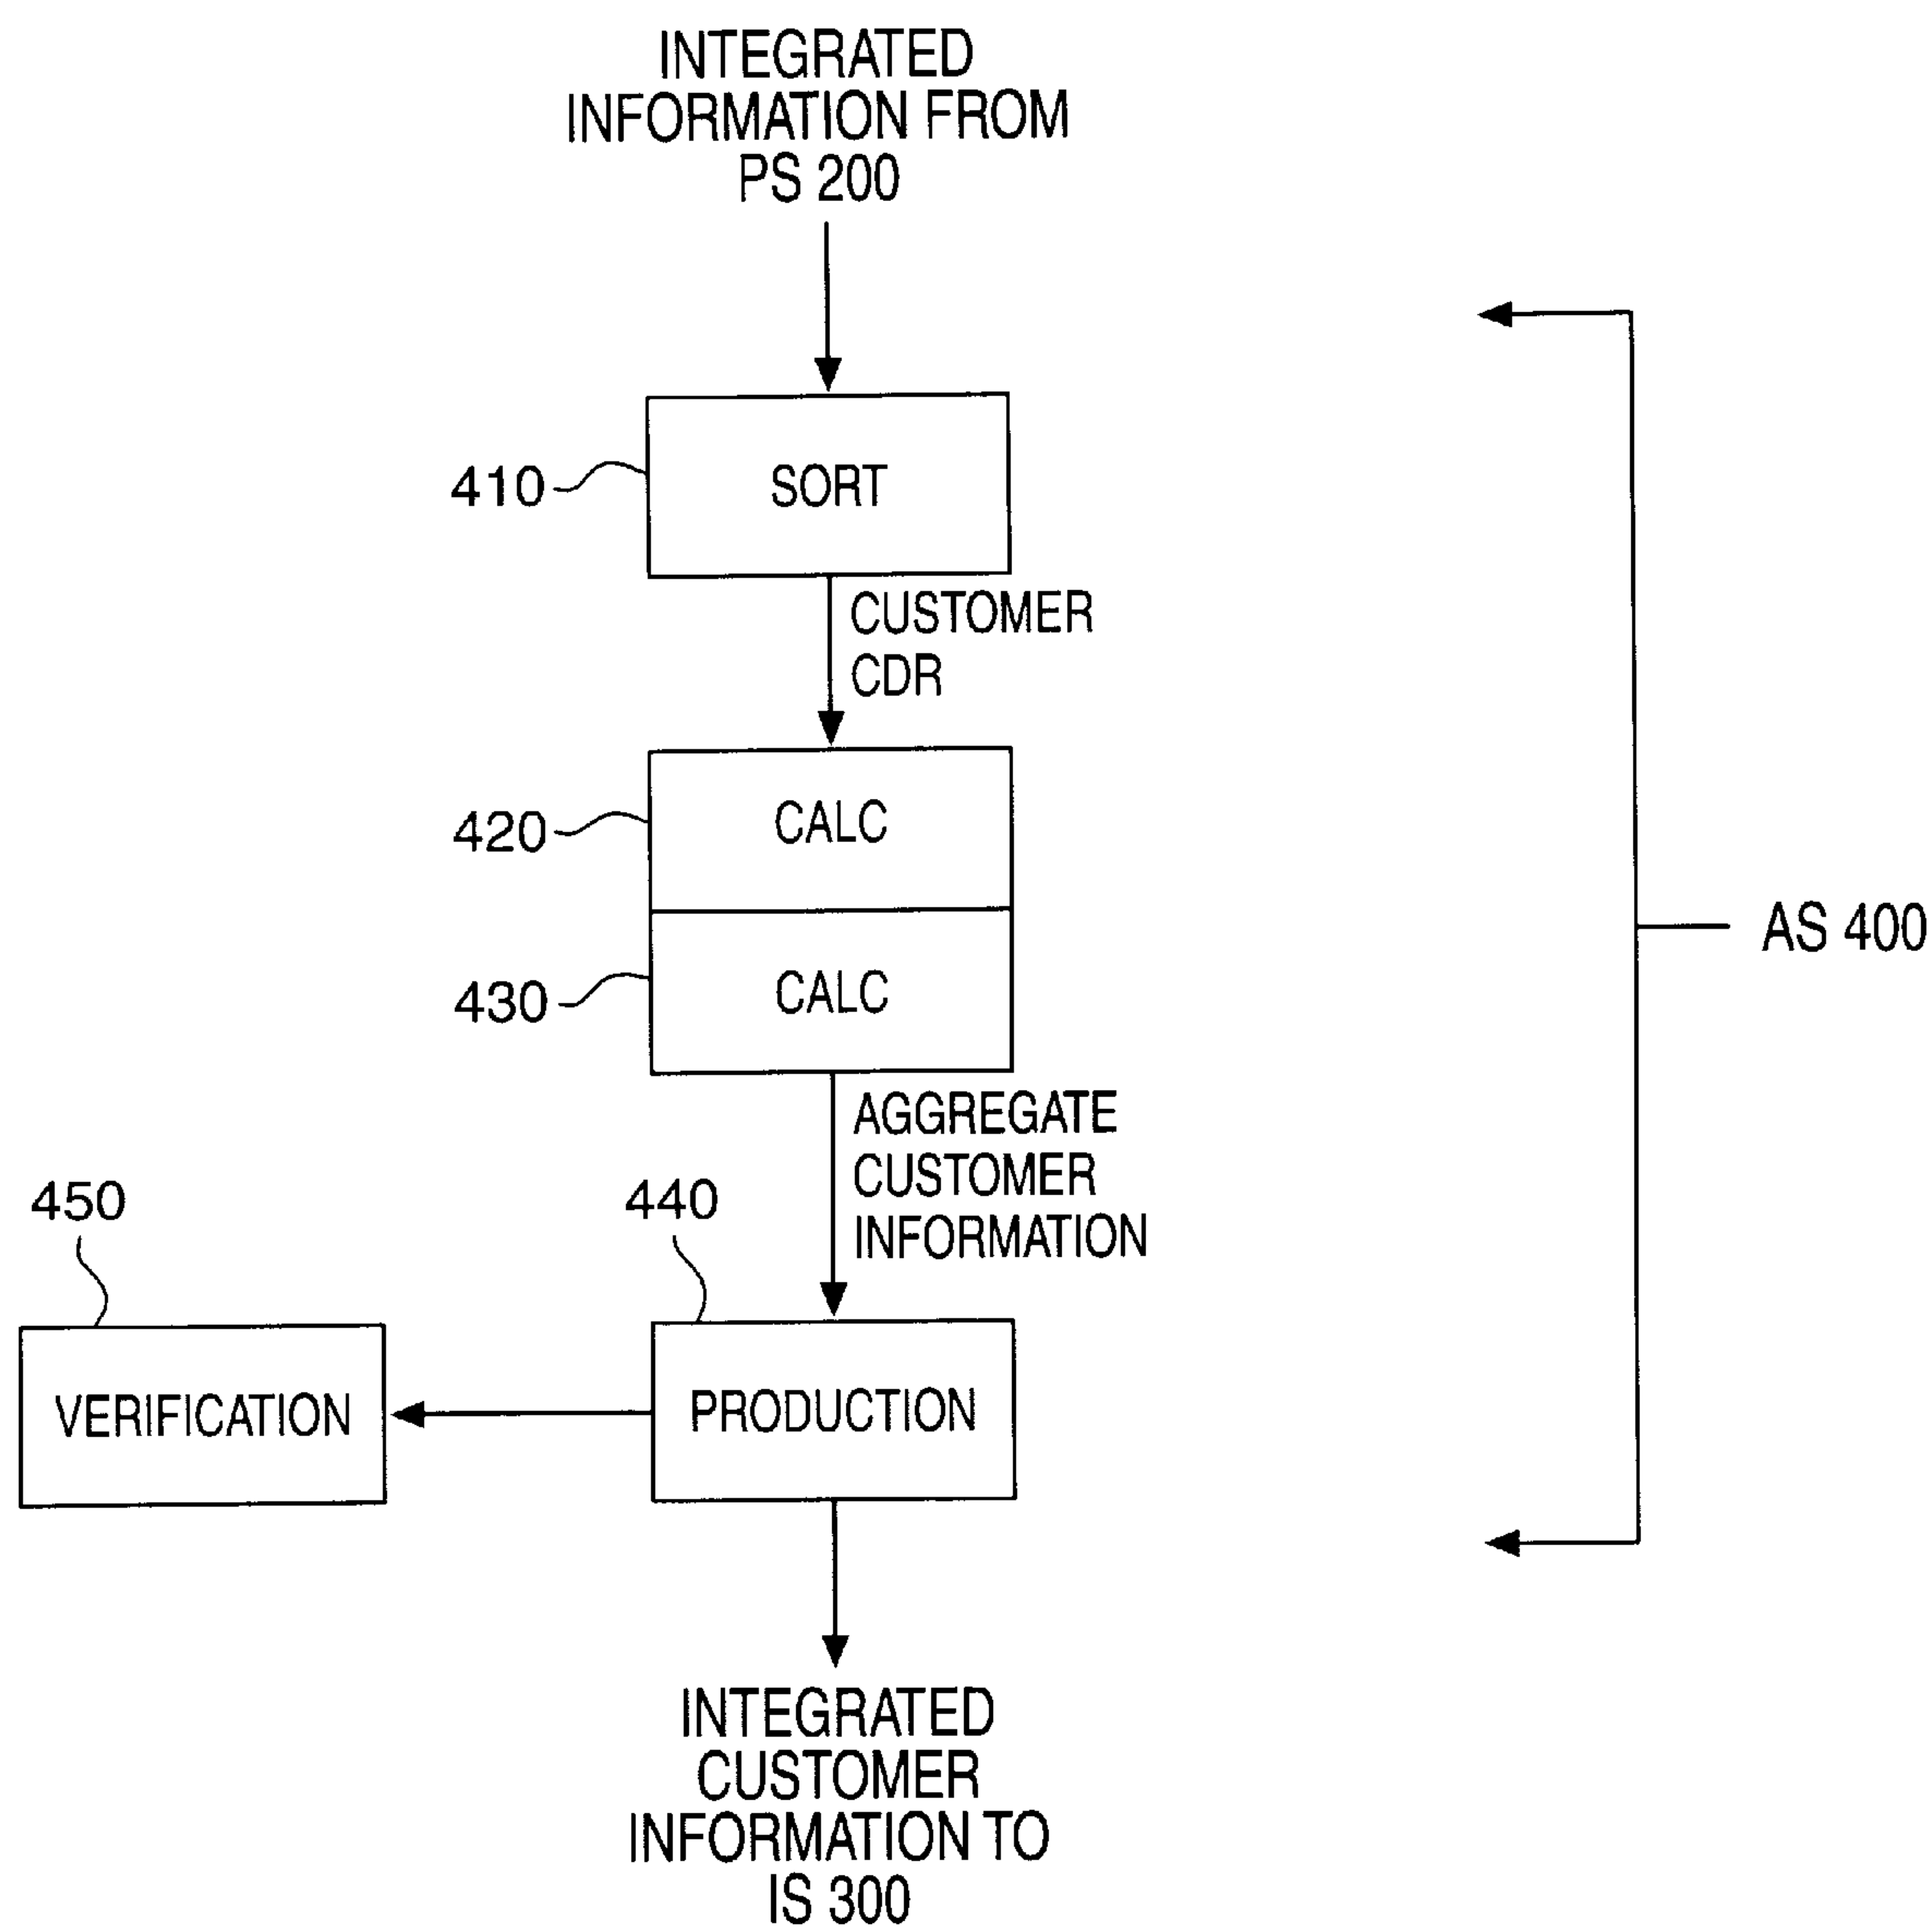 INTEGRATED
INFORMATION FROM
PS 200
410
SORT
CUSTOMER
CDR
420
CALC
430
CALC
AS 400
AGGREGATE
CUSTOMER
INFORMATION
450
440
VERIFICATION
PRODUCTION
INTEGRATED
CUSTOMER
INFORMATION TO
IS 300